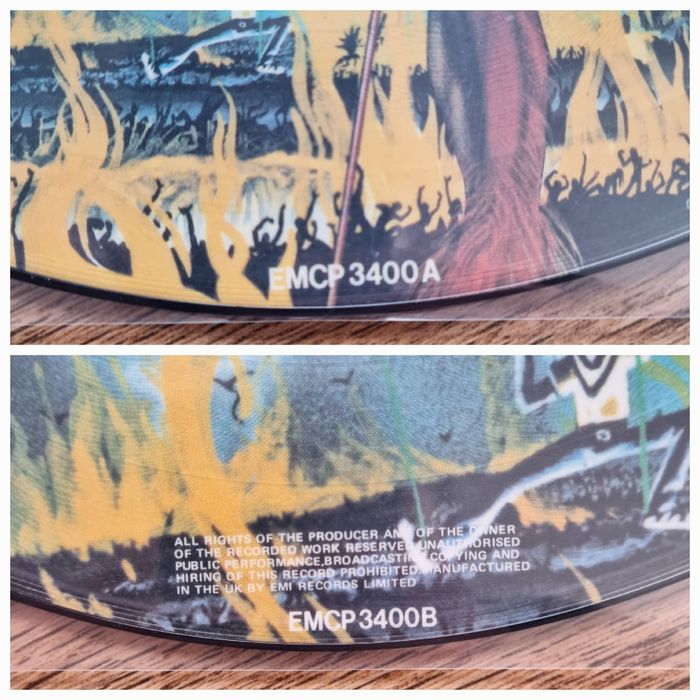 EMCP 3400 A
ALL RIGHTS OF THE PRODUCER AND OF THE OWNER
OF THE RECORDED WORK RESERVED.UNAUTHORISED
PUBLIC PERFORMANCE,BROADCASTING,COPYING AND
HIRING OF THIS RECORD PROHIBITED.MANUFACTURED
IN THE UK BY EMI RECORDS LIMITED
EMCP 3400B